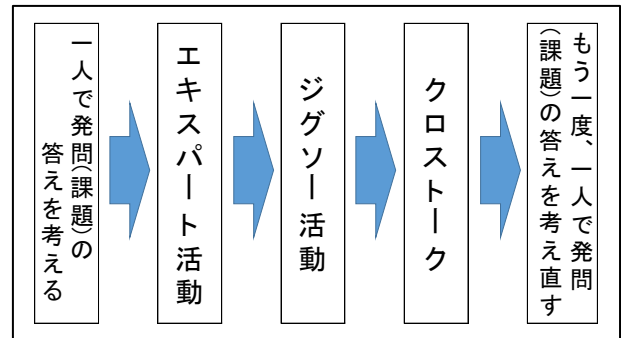 一人で発問(課題)の
答えを考える
エキスパート活動
ジグソー活動
クロストーク
もう一度、一人で発問
(課題)の答えを考え直す